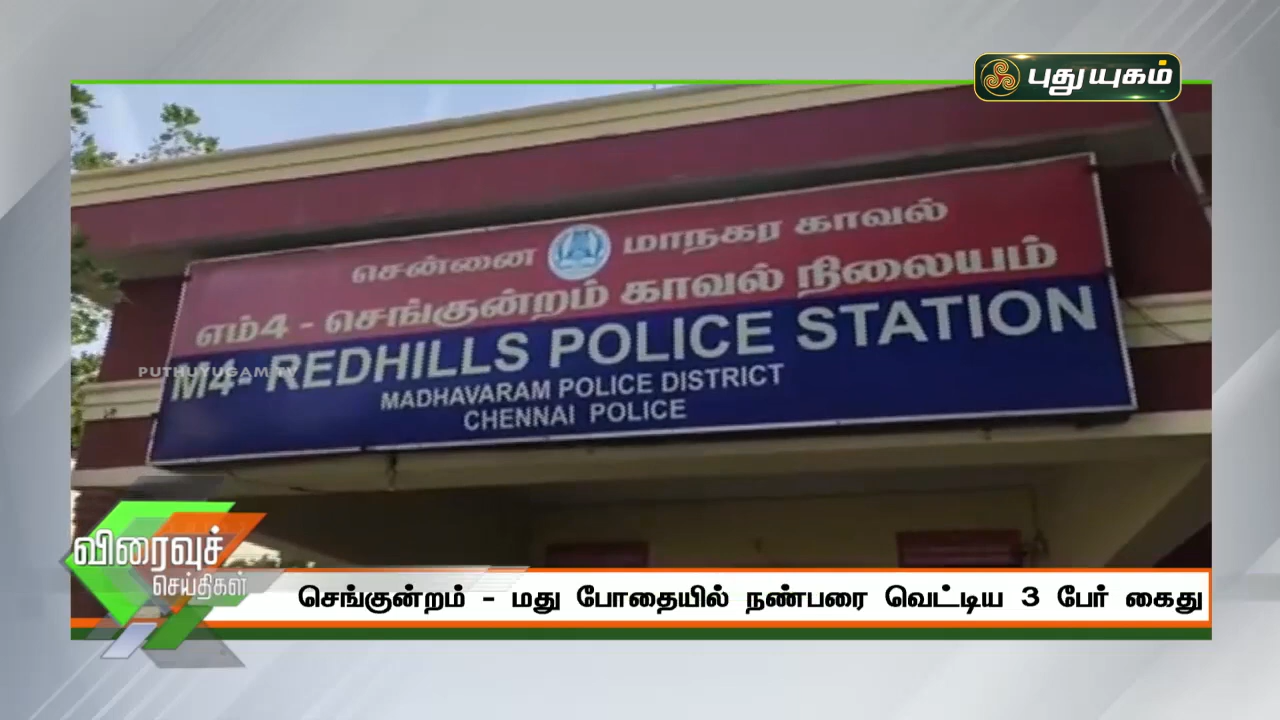 புதுயுகம்
சென்னை மாநகர காவல்
எம்4 - செங்குன்றம் காவல் நிலையம்
M4- REDHILLS POLICE STATION
MADHAVARAM POLICE DISTRICT
CHENNAI POLICE
PUTHUYUGAM TV
விரைவுச்
செய்திகள்
செங்குன்றம் - மது போதையில் நண்பரை வெட்டிய 3 பேர் கைது